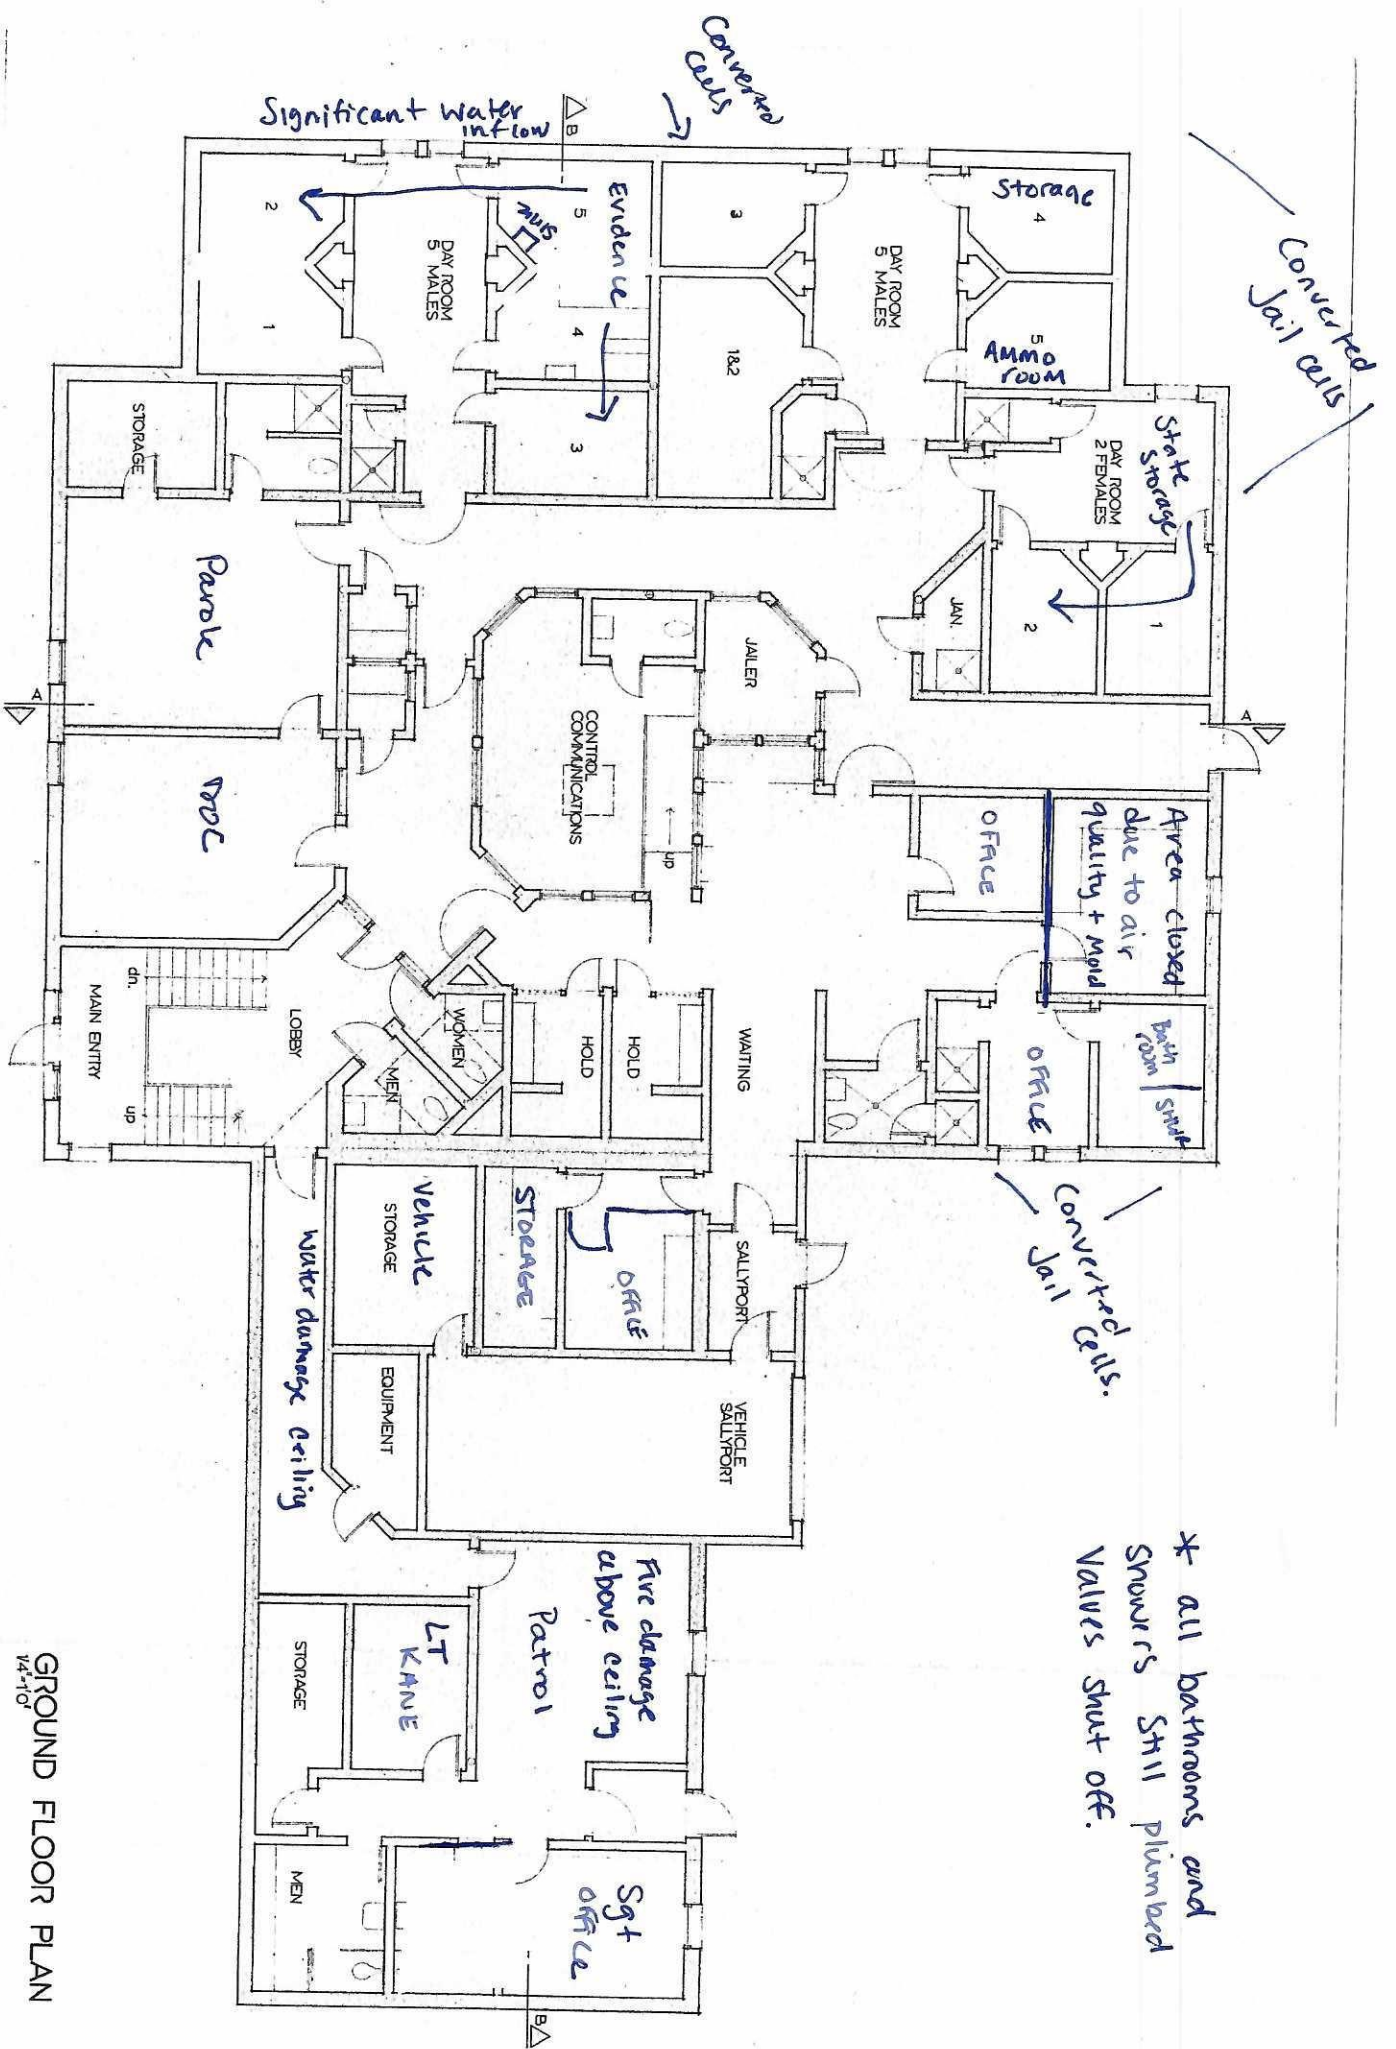 * all bathrooms and
showers still plumbed
Valves shut off.
Converted
Jail cells
Converted
Jail
Cells.
Converted
cells
Significant water
inflow
B
Storage
4
5
Ammo
room
DAY ROOM
5 MALES
3
1&2
State
Storage
DAY ROOM
2 FEMALES
1
2
JAN.
Evidence
5
Sink
4
3
DAY ROOM
5 MALES
2
1
STORAGE
Parole
DOC
A
A
JAILER
CONTROL
COMMUNICATIONS
up
OFFICE
Area closed
due to air
quality + Mold
Bath
room
OFFICE
WAITING
HOLD
HOLD
WOMEN
MEN
LOBBY
MAIN ENTRY
dn.
up
SALLYPORT
OFFICE
STORAGE
Vehicle
STORAGE
Water damage ceiling
EQUIPMENT
VEHICLE
SALLYPORT
Fire damage
above ceiling
Patrol
LT
KANE
STORAGE
MEN
Sgt
OFFICE
B
GROUND FLOOR PLAN
1/4"=1'0"